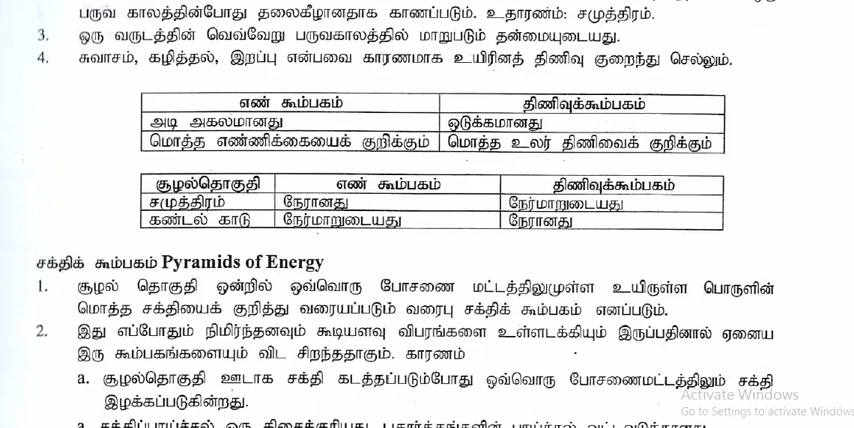 பருவ காலத்தின்போது தலைகீழானதாக காணப்படும். உதாரணம்: சமுத்திரம்.
3. ஒரு வருடத்தின் வெவ்வேறு பருவகாலத்தில் மாறுபடும் தன்மையுடையது.
4. சுவாசம், கழித்தல், இறப்பு என்பவை காரணமாக உயிரினத் திணிவு குறைந்து செல்லும்.
எண் கூம்பகம் திணிவுக்கூம்பகம்
அடி அகலமானது ஒடுக்கமானது
மொத்த எண்ணிக்கையைக் குறிக்கும் மொத்த உலர் திணிவைக் குறிக்கும்
சூழல்தொகுதி எண் கூம்பகம் திணிவுக்கூம்பகம்
சமுத்திரம் நேரானது நேர்மாறுடையது
கண்டல் காடு நேர்மாறுடையது நேரானது
சக்திக் கூம்பகம் Pyramids of Energy
1. சூழல் தொகுதி ஒன்றில் ஒவ்வொரு போசணை மட்டத்திலுமுள்ள உயிருள்ள பொருளின்
மொத்த சக்தியைக் குறித்து வரையப்படும் வரைபு சக்திக் கூம்பகம் எனப்படும்.
2. இது எப்போதும் நிமிர்ந்தனவும் கூடியளவு விபரங்களை உள்ளடக்கியும் இருப்பதினால் ஏனைய
இரு கூம்பகங்களையும் விட சிறந்ததாகும். காரணம்
a. சூழல்தொகுதி ஊடாக சக்தி கடத்தப்படும்போது ஒவ்வொரு போசணைமட்டத்திலும் சக்தி
இழக்கப்படுகின்றது.
Activate Windows
Go to Settings to activate Windows